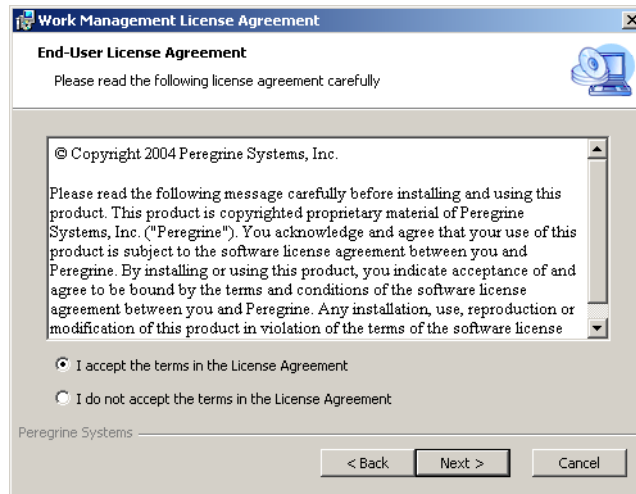 Work Management License Agreement
End-User License Agreement
Please read the following license agreement carefully
© Copyright 2004 Peregrine Systems, Inc.
Please read the following message carefully before installing and using this
product. This product is copyrighted proprietary material of Peregrine
Systems, Inc. ("Peregrine"). You acknowledge and agree that your use of this
product is subject to the software license agreement between you and
Peregrine. By installing or using this product, you indicate acceptance of and
agree to be bound by the terms and conditions of the software license
agreement between you and Peregrine. Any installation, use, reproduction or
modification of this product in violation of the terms of the software license
I accept the terms in the License Agreement
I do not accept the terms in the License Agreement
Peregrine Systems
< Back Next > Cancel